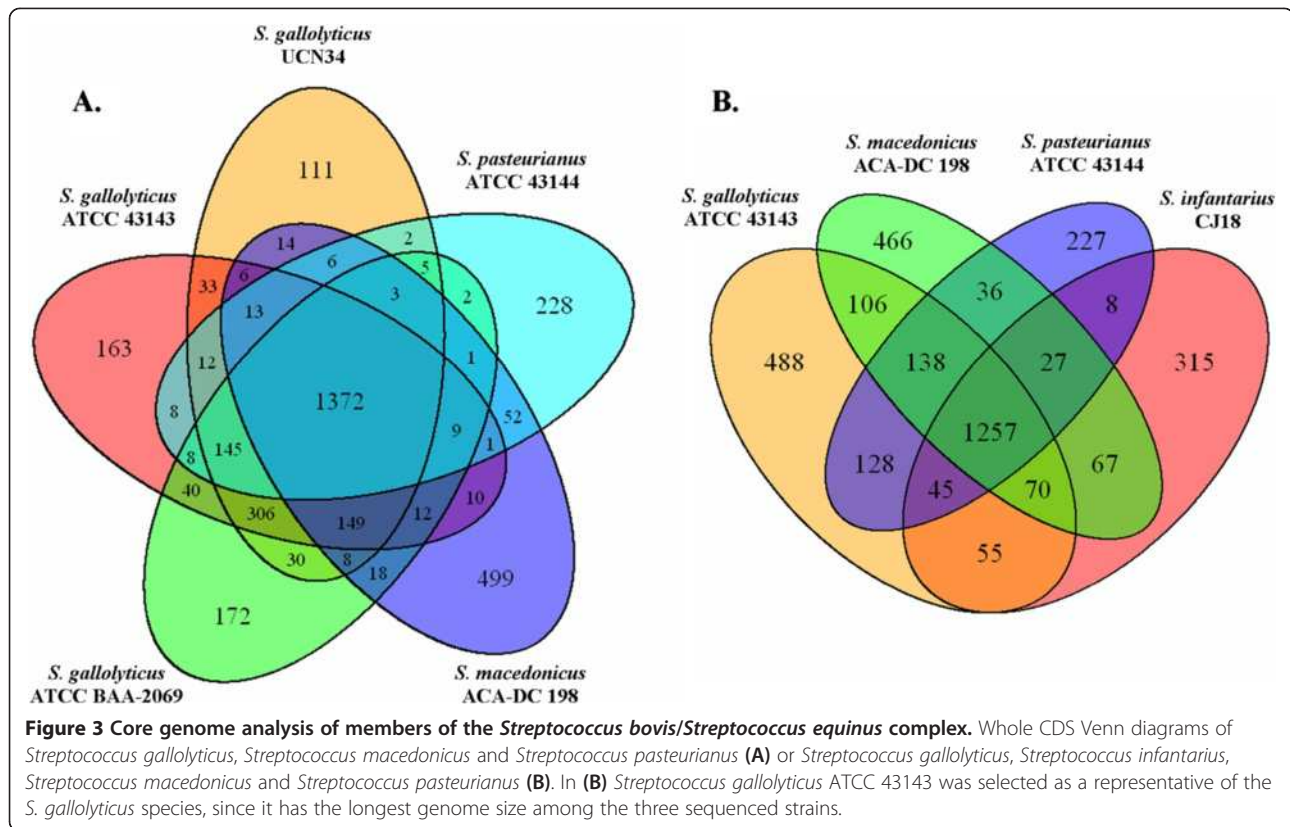 A.
S. gallolyticus
UCN34
S. pasteurianus
ATCC 43144
S. gallolyticus
ATCC 43143
111
14
2
6
5
33
6
13
3
2
228
163
12
1
1372
8
9
52
1
8
145
40
10
306
149
12
30
8
18
499
172
S. gallolyticus
ATCC BAA-2069
S. macedonicus
ACA-DC 198
B.
S. macedonicus
ACA-DC 198
S. pasteurianus
ATCC 43144
S. gallolyticus
ATCC 43143
S. infantarius
CJ18
466
227
106
36
8
488
138
27
315
1257
128
67
45
70
55
Figure 3 Core genome analysis of members of the Streptococcus bovis/Streptococcus equinus complex. Whole CDS Venn diagrams of
Streptococcus gallolyticus, Streptococcus macedonicus and Streptococcus pasteurianus (A) or Streptococcus gallolyticus, Streptococcus infantarius,
Streptococcus macedonicus and Streptococcus pasteurianus (B). In (B) Streptococcus gallolyticus ATCC 43143 was selected as a representative of the
S. gallolyticus species, since it has the longest genome size among the three sequenced strains.